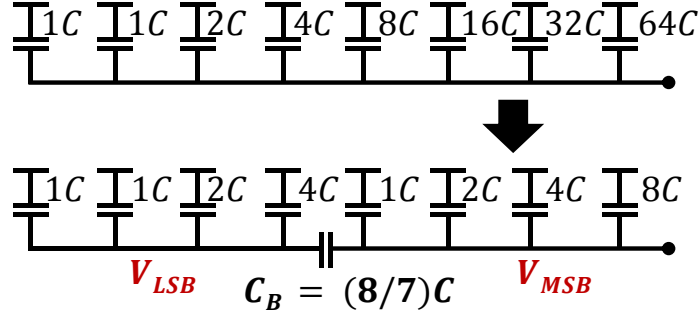 1C 1C 2C 4C 8C 16C 32C 64C
1C 1C 2C 4C 1C 2C 4C 8C
V_LSB V_MSB
C_B = (8/7)C